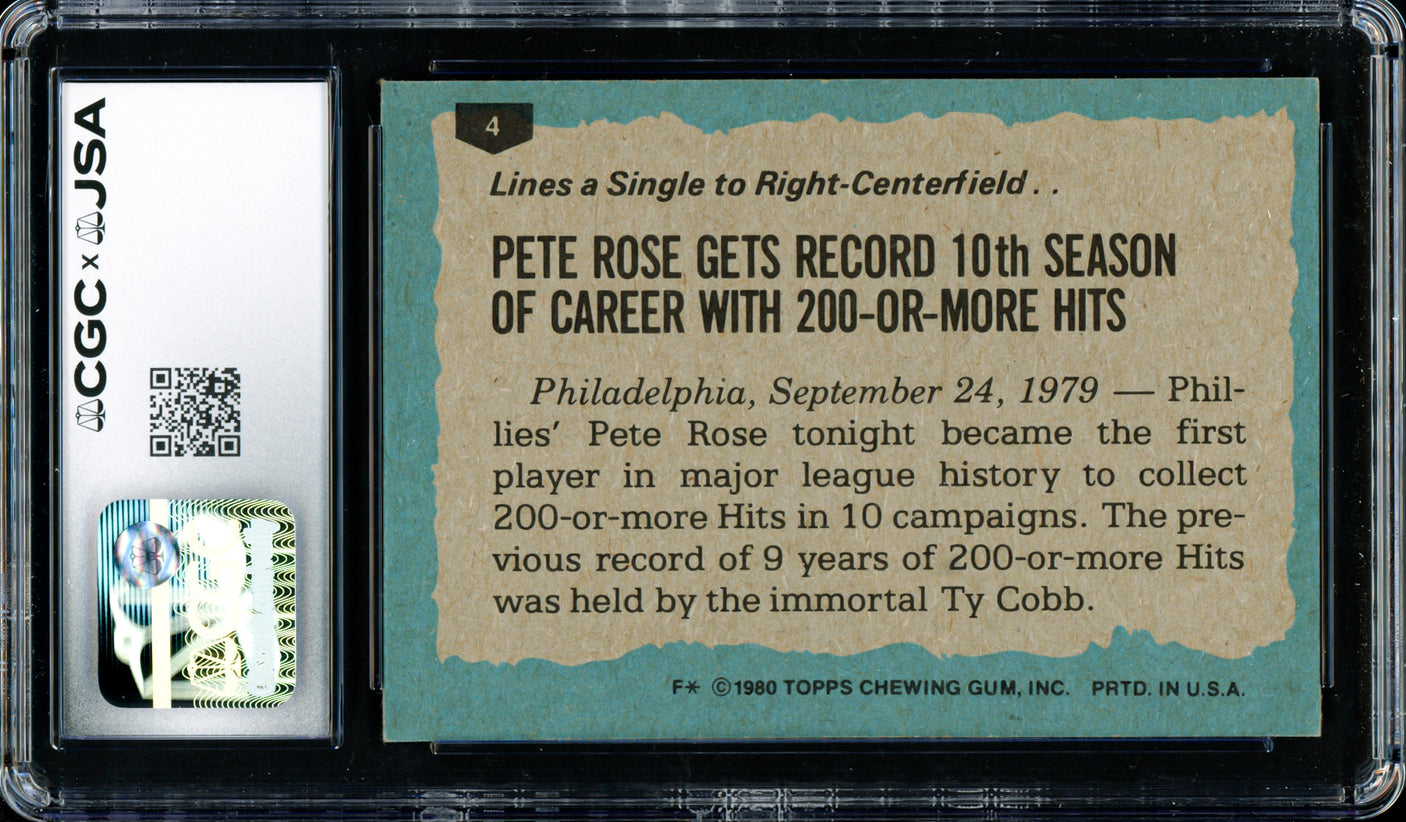 CGC x JSA
4
Lines a Single to Right-Centerfield . .
PETE ROSE GETS RECORD 10th SEASON
OF CAREER WITH 200-OR-MORE HITS
Philadelphia, September 24, 1979 — Phil-
lies' Pete Rose tonight became the first
player in major league history to collect
200-or-more Hits in 10 campaigns. The pre-
vious record of 9 years of 200-or-more Hits
was held by the immortal Ty Cobb.
F* ©1980 TOPPS CHEWING GUM, INC. PRTD. IN U.S.A.